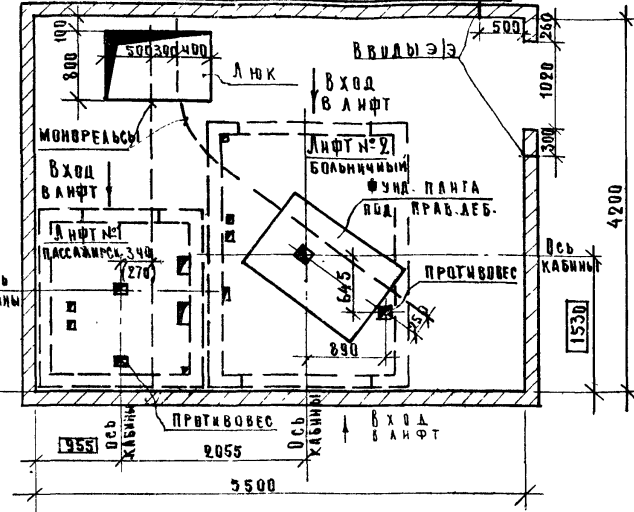 100
500 300 400
800
ЛЮК
ВХОД
В ЛИФТ
ВВОДЫ Э/Э
500
260
1020
300
4200
МОНОРЕЛЬСЫ
ВХОД
В ЛИФТ
ЛИФТ №2
БОЛЬНИЧНЫЙ
ФУНД. ПЛИТА
ПОД ГРАБ. ЛЕБ.
ЛИФТ №1
ПАССАЖИРСК.
340
270
ОСЬ
КАБИНЫ
ПРОТИВОВЕС
645
250
890
1530
ПРОТИВОВЕС
955
ОСЬ
КАБИНЫ
2055
ОСЬ
КАБИНЫ
ВХОД
В ЛИФТ
5500